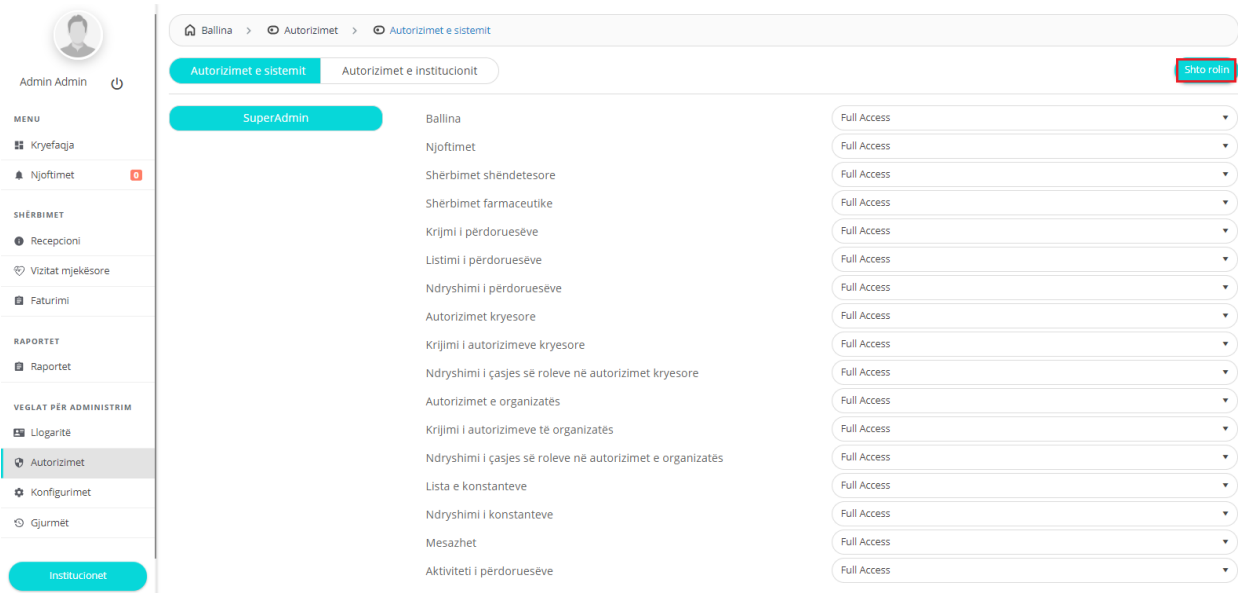 Admin Admin
MENU
Kryefaqja
Njoftimet 0
SHËRBIMET
Recepcioni
Vizitat mjekësore
Faturimi
RAPORTET
Raportet
VEGLAT PËR ADMINISTRIM
Llogaritë
Autorizimet
Konfigurimet
Gjurmët
Institucionet
Ballina > Autorizimet > Autorizimet e sistemit
Autorizimet e sistemit Autorizimet e institucionit Shto rolin
SuperAdmin
Ballina Full Access
Njoftimet Full Access
Shërbimet shëndetesore Full Access
Shërbimet farmaceutike Full Access
Krijmi i përdoruesëve Full Access
Listimi i përdoruesëve Full Access
Ndryshimi i përdoruesëve Full Access
Autorizimet kryesore Full Access
Krijimi i autorizimeve kryesore Full Access
Ndryshimi i çasjes së roleve në autorizimet kryesore Full Access
Autorizimet e organizatës Full Access
Krijimi i autorizimeve të organizatës Full Access
Ndryshimi i çasjes së roleve në autorizimet e organizatës Full Access
Lista e konstanteve Full Access
Ndryshimi i konstanteve Full Access
Mesazhet Full Access
Aktiviteti i përdoruesëve Full Access